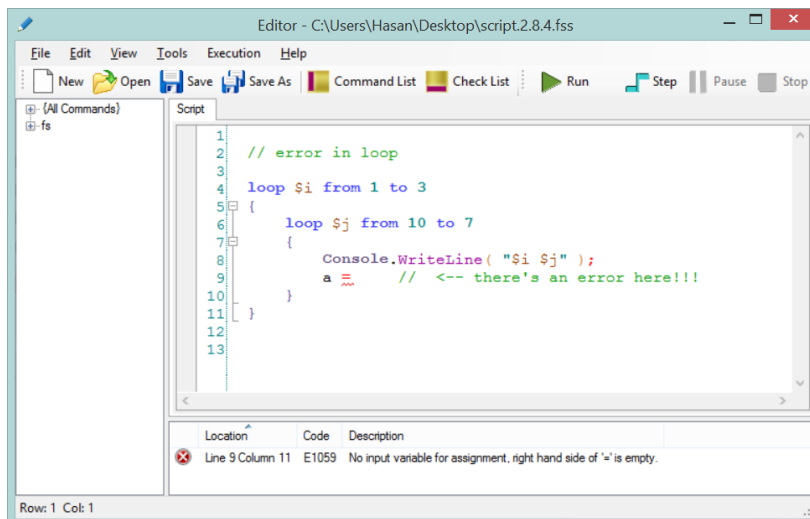 Editor - C:\Users\Hasan\Desktop\script.2.8.4.fss
File Edit View Tools Execution Help
New Open Save Save As Command List Check List Run Step Pause Stop
{All Commands}
fs
Script
1
2 // error in loop
3
4 loop $i from 1 to 3
5 {
6 loop $j from 10 to 7
7 {
8 Console.WriteLine( "$i $j" );
9 a = // <-- there's an error here!!!
10 }
11 }
12
13
Location Code Description
Line 9 Column 11 E1059 No input variable for assignment, right hand side of '=' is empty.
Row: 1 Col: 1